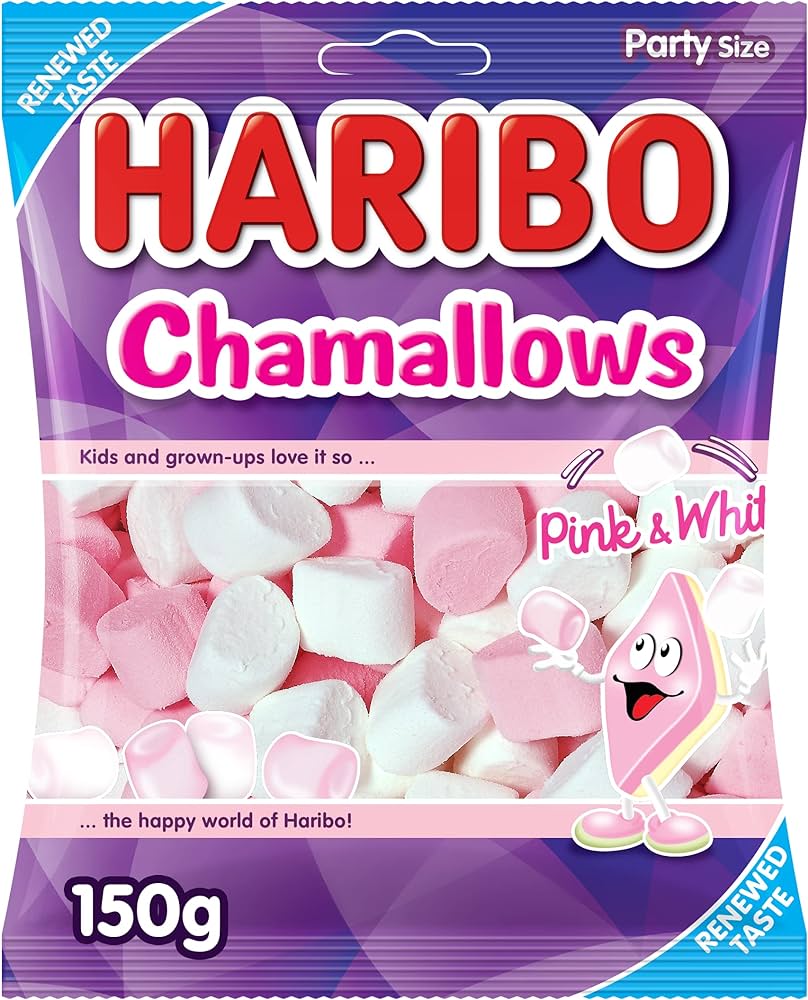 RENEWED
TASTE
Party Size
HARIBO
Chamallows
Kids and grown-ups love it so ...
Pink & Whit
... the happy world of Haribo!
150g
RENEWED
TASTE